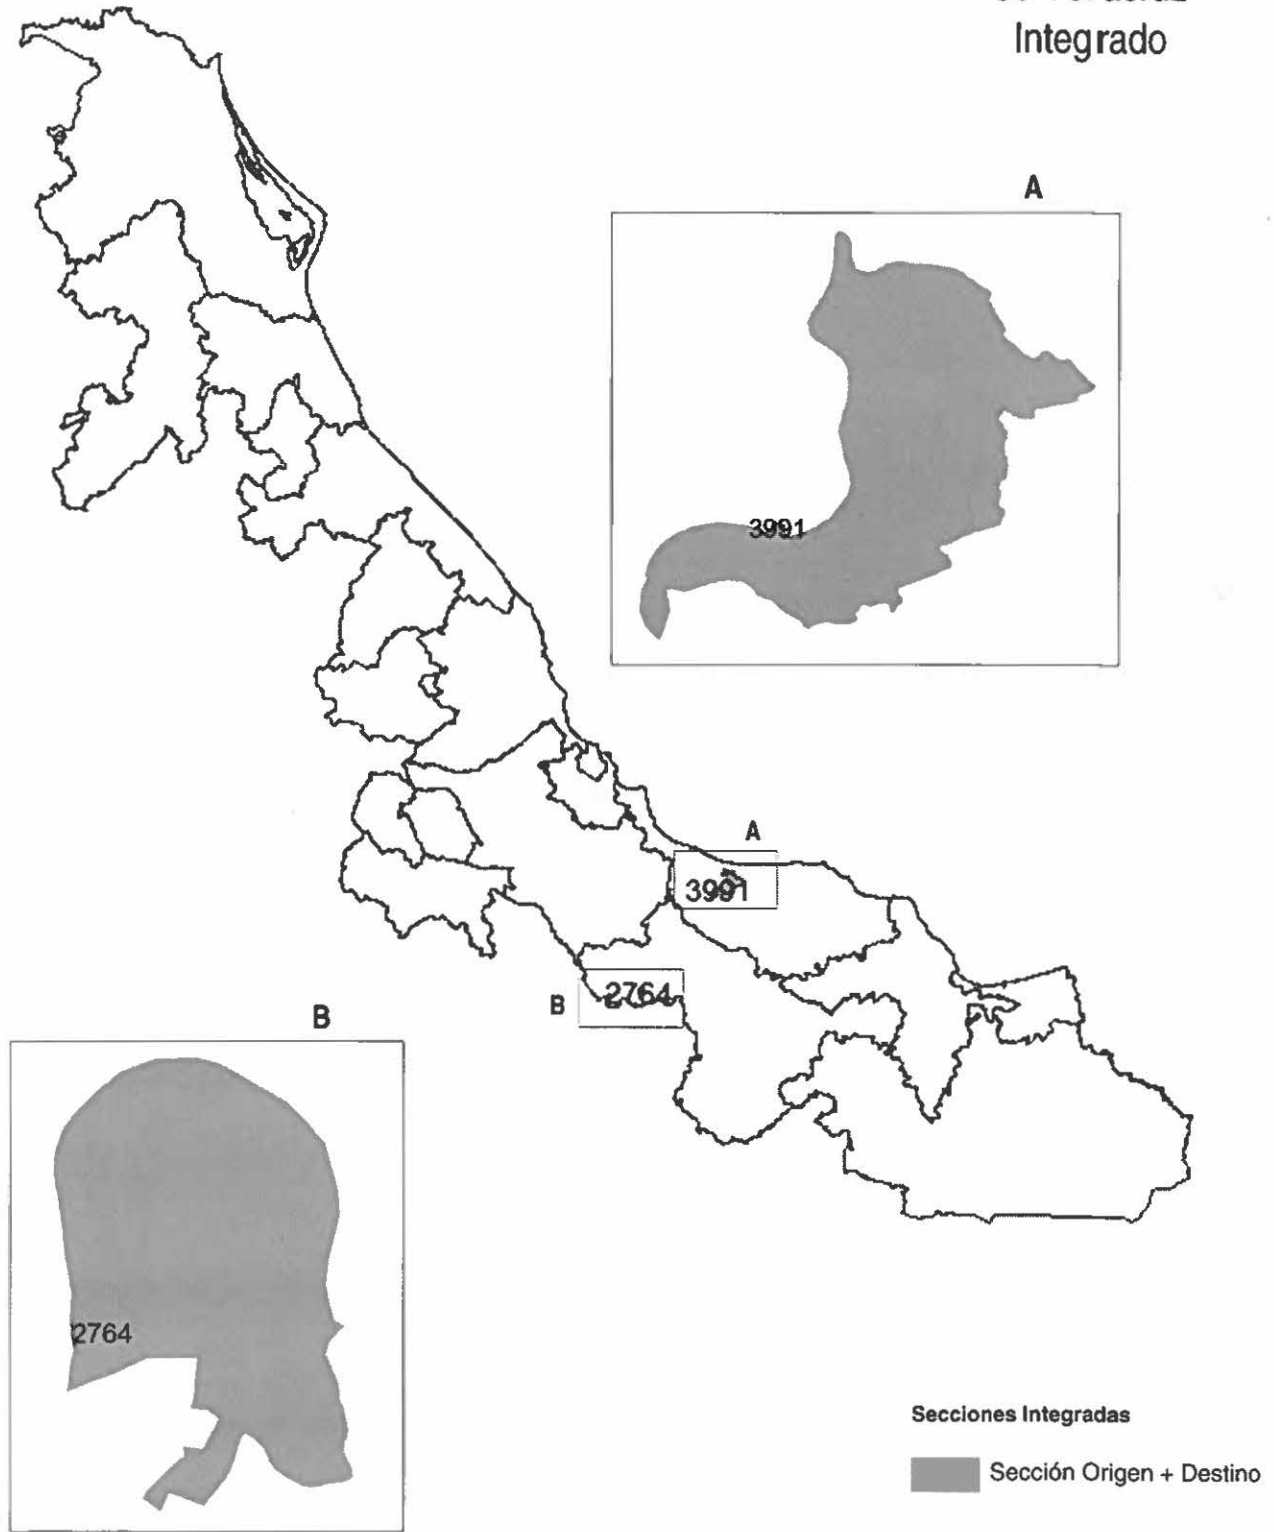 Integrado
A
3991
A
3991
2764
B
B
2764
Secciones Integradas
Sección Origen + Destino